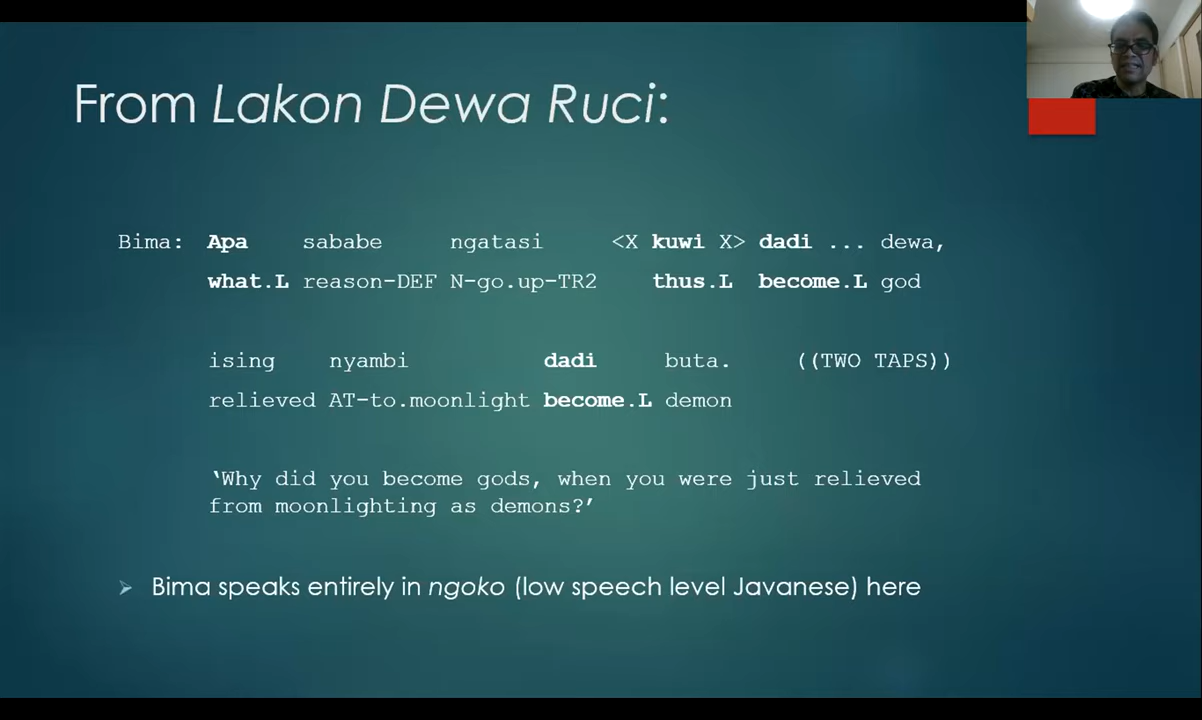 From Lakon Dewa Ruci:
Bima: Apa sababe ngatasi <X kuwi X> dadi ... dewa,
what.L reason-DEF N-go.up-TR2 thus.L become.L god
ising nyambi dadi buta. ((TWO TAPS))
relieved AT-to.moonlight become.L demon
‘Why did you become gods, when you were just relieved
from moonlighting as demons?’
Bima speaks entirely in ngoko (low speech level Javanese) here